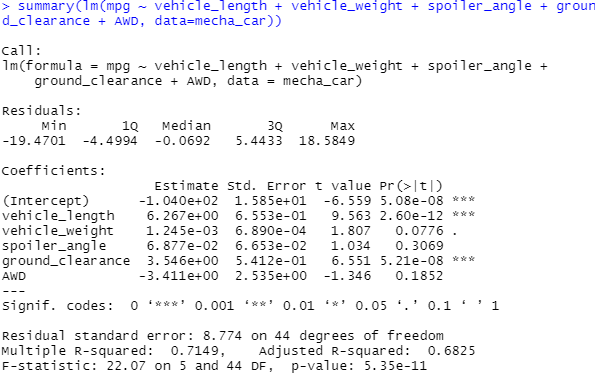 > summary(lm(mpg ~ vehicle_length + vehicle_weight + spoiler_angle + groun
d_clearance + AWD, data=mecha_car))
Call:
lm(formula = mpg ~ vehicle_length + vehicle_weight + spoiler_angle +
    ground_clearance + AWD, data = mecha_car)
Residuals:
     Min       1Q   Median       3Q      Max
-19.4701  -4.4994  -0.0692   5.4433  18.5849
Coefficients:
                   Estimate Std. Error t value Pr(>|t|)
(Intercept)      -1.040e+02  1.585e+01  -6.559 5.08e-08 ***
vehicle_length    6.267e+00  6.553e-01   9.563 2.60e-12 ***
vehicle_weight    1.245e-03  6.890e-04   1.807   0.0776 .
spoiler_angle     6.877e-02  6.653e-02   1.034   0.3069
ground_clearance  3.546e+00  5.412e-01   6.551 5.21e-08 ***
AWD              -3.411e+00  2.535e+00  -1.346   0.1852
---
Signif. codes:  0 ‘***’ 0.001 ‘**’ 0.01 ‘*’ 0.05 ‘.’ 0.1 ‘ ’ 1
Residual standard error: 8.774 on 44 degrees of freedom
Multiple R-squared:  0.7149,    Adjusted R-squared:  0.6825
F-statistic: 22.07 on 5 and 44 DF,  p-value: 5.35e-11